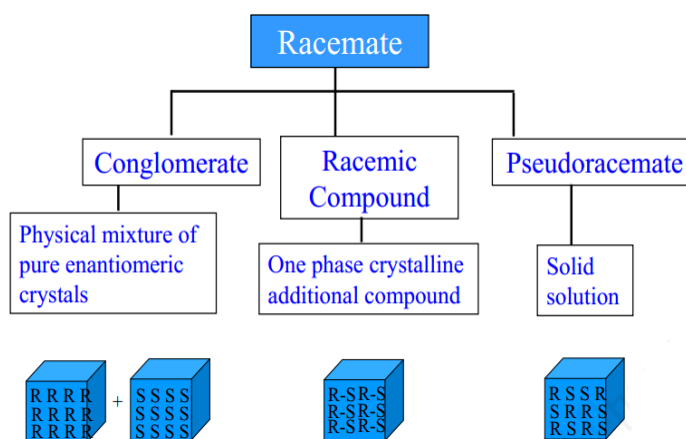 Racemate
Conglomerate
Racemic
Compound
Pseudoracemate
Physical mixture of
pure enantiomeric
crystals
One phase crystalline
additional compound
Solid
solution
R R R R
R R R R
R R R R
+
S S S S
S S S S
S S S S
R-S R-S
R-S R-S
R-S R-S
R S S R
S R R S
R S R S